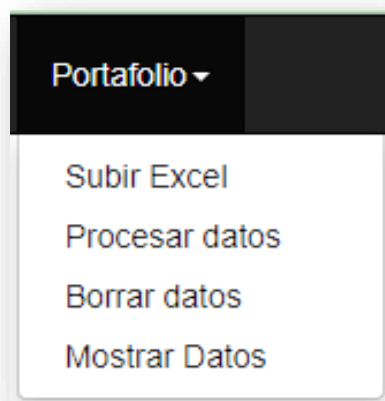 Portafolio
Subir Excel
Procesar datos
Borrar datos
Mostrar Datos